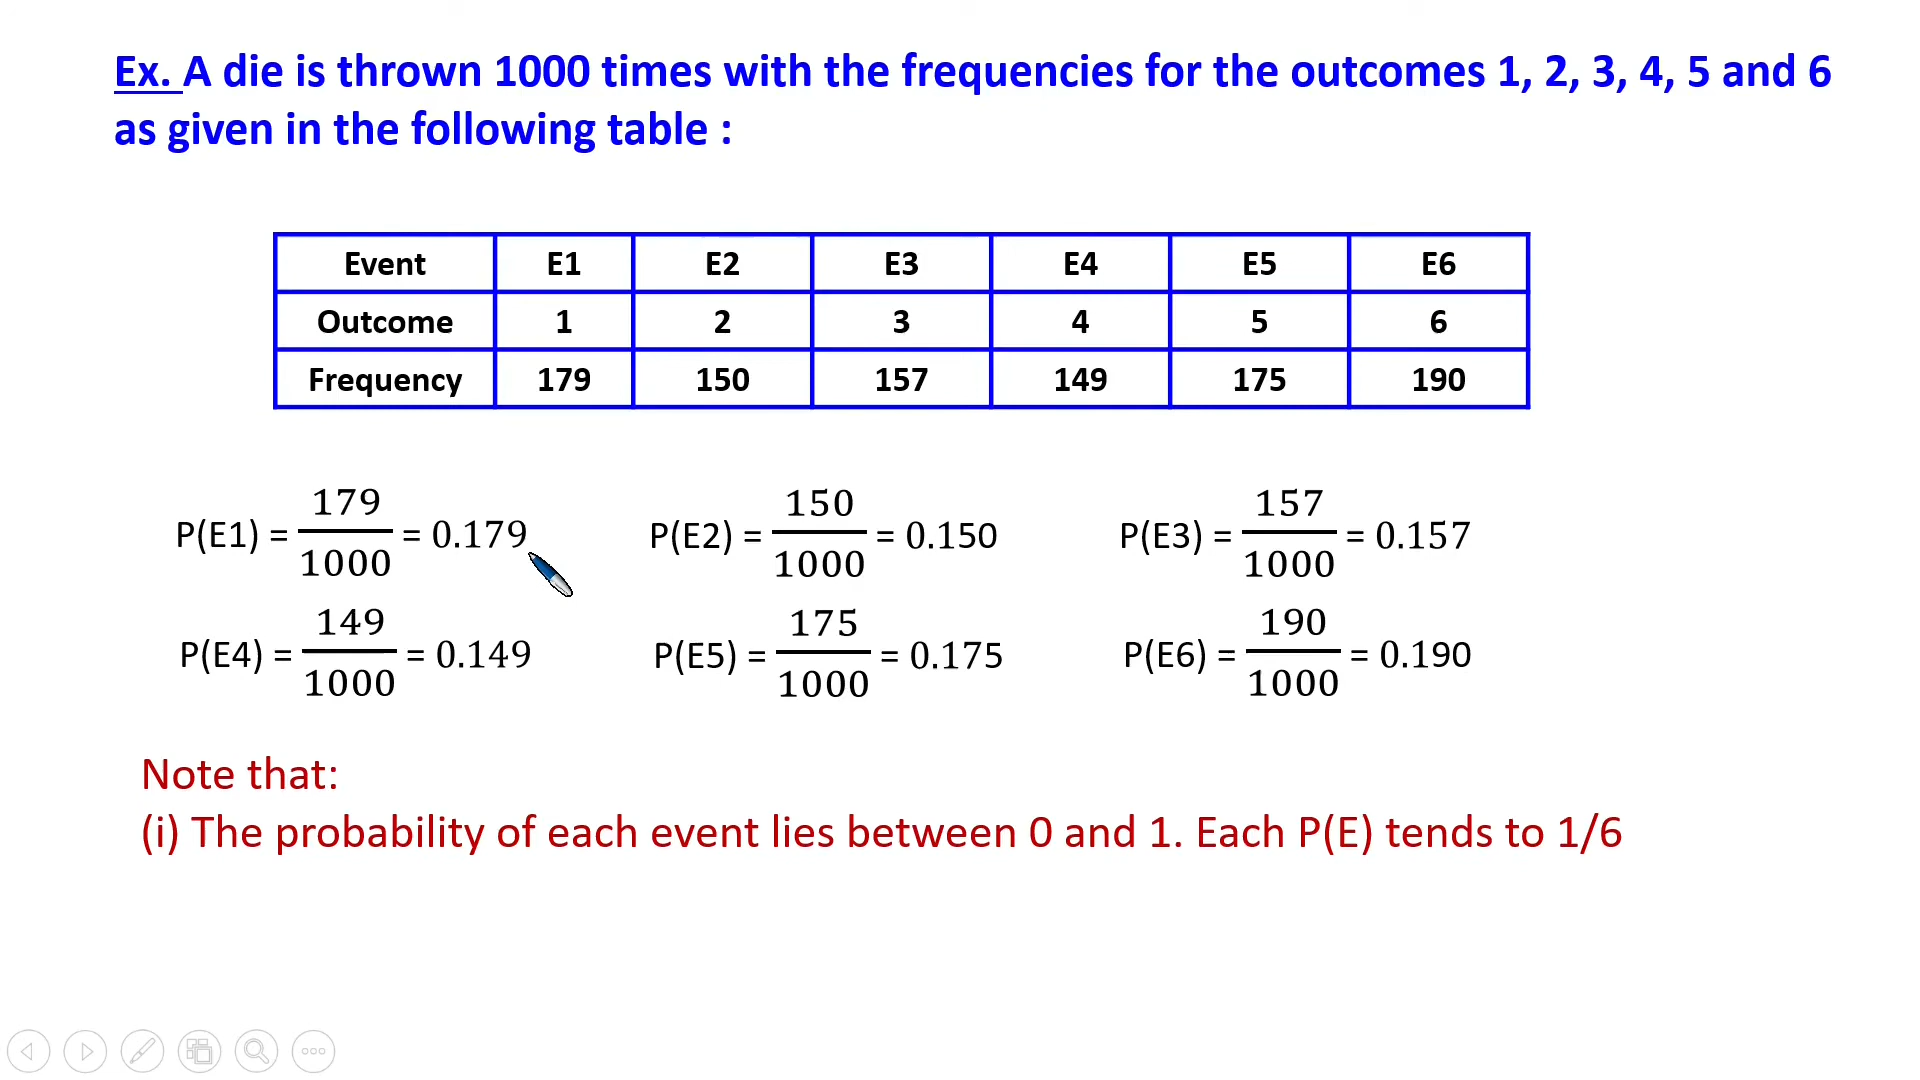 Ex. A die is thrown 1000 times with the frequencies for the outcomes 1, 2, 3, 4, 5 and 6
as given in the following table :
Event E1 E2 E3 E4 E5 E6
Outcome 1 2 3 4 5 6
Frequency 179 150 157 149 175 190
P(E1) = 179/1000 = 0.179 P(E2) = 150/1000 = 0.150 P(E3) = 157/1000 = 0.157
P(E4) = 149/1000 = 0.149 P(E5) = 175/1000 = 0.175 P(E6) = 190/1000 = 0.190
Note that:
(i) The probability of each event lies between 0 and 1. Each P(E) tends to 1/6